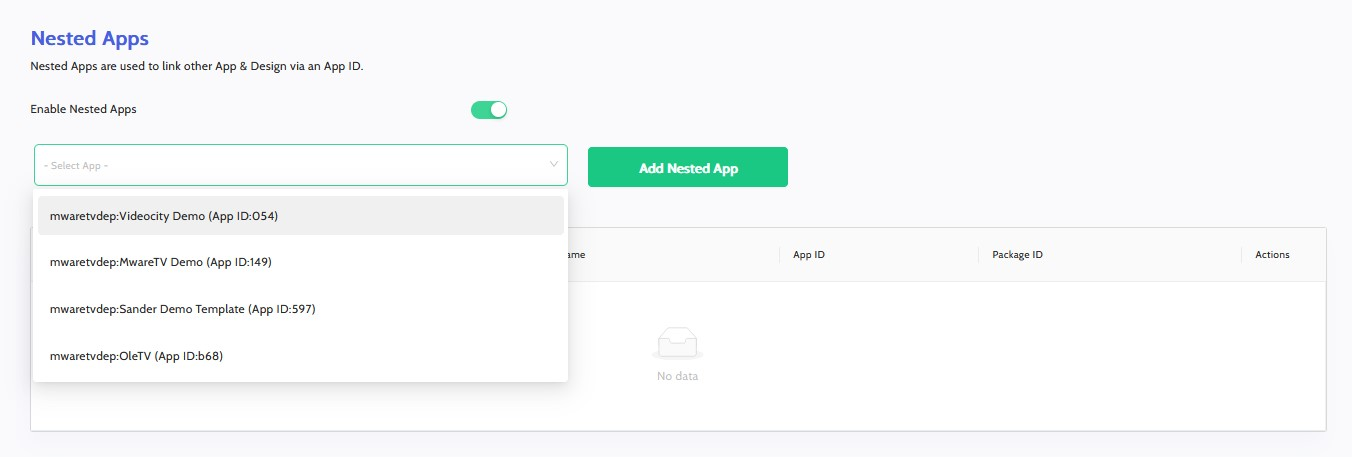 Nested Apps
Nested Apps are used to link other App & Design via an App ID.
Enable Nested Apps
- Select App -
Add Nested App
mwaretvdep:Videocity Demo (App ID:054)
mwaretvdep:MwareTV Demo (App ID:149)
mwaretvdep:Sander Demo Template (App ID:597)
mwaretvdep:OleTV (App ID:b68)
ame
App ID
Package ID
Actions
No data